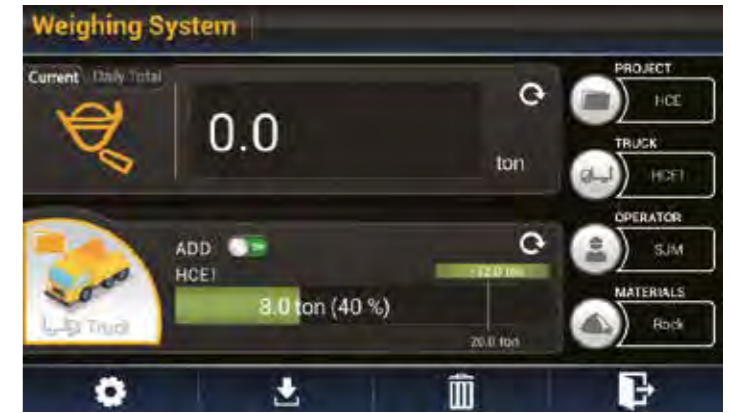 Weighing System
Current Daily Total
0.0
ton
ADD ON
HCE1
-12.0 ton
8.0 ton (40 %)
20.0 ton
Truck
PROJECT
HCE
TRUCK
HCE1
OPERATOR
SJM
MATERIALS
Rock